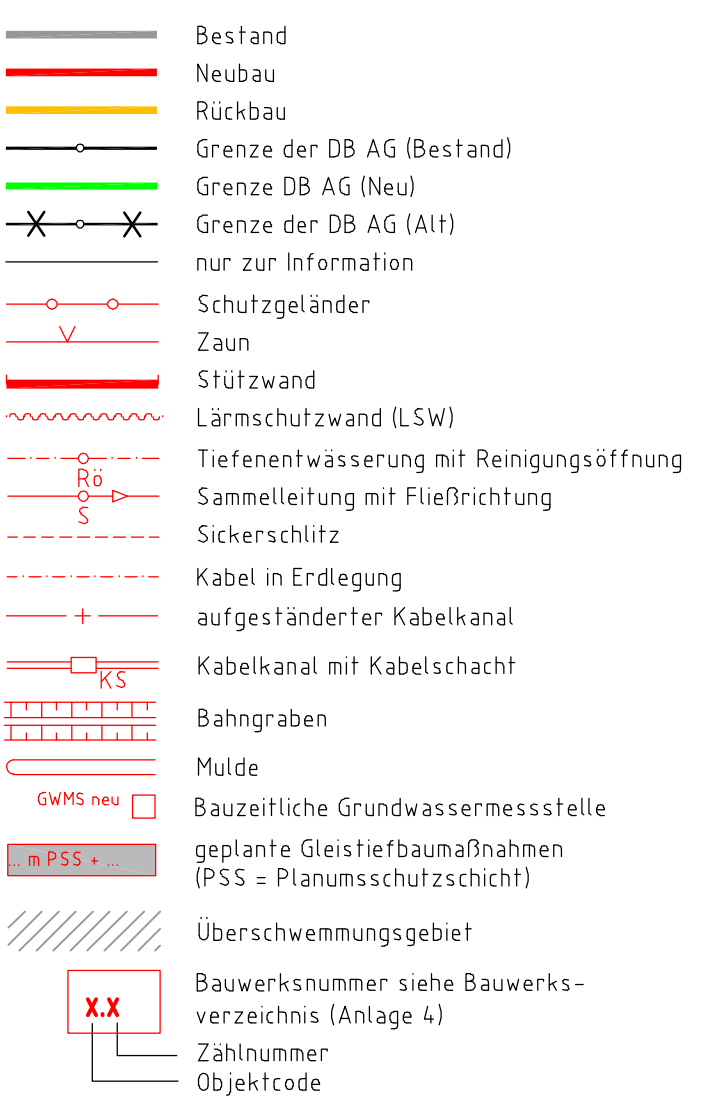 Bestand
Neubau
Rückbau
Grenze der DB AG (Bestand)
Grenze DB AG (Neu)
Grenze der DB AG (Alt)
nur zur Information
Schutzgeländer
Zaun
Stützwand
Lärmschutzwand (LSW)
Tiefenentwässerung mit Reinigungsöffnung
Rö
Sammelleitung mit Fließrichtung
S
Sickerschlitz
Kabel in Erdlegung
aufgeständerter Kabelkanal
Kabelkanal mit Kabelschacht
KS
Bahngraben
Mulde
GWMS neu
Bauzeitliche Grundwassermessstelle
... m PSS + ...
geplante Gleistiefbaumaßnahmen
(PSS = Planumsschutzschicht)
Überschwemmungsgebiet
Bauwerksnummer siehe Bauwerks-
X.X
verzeichnis (Anlage 4)
Zählnummer
Objektcode